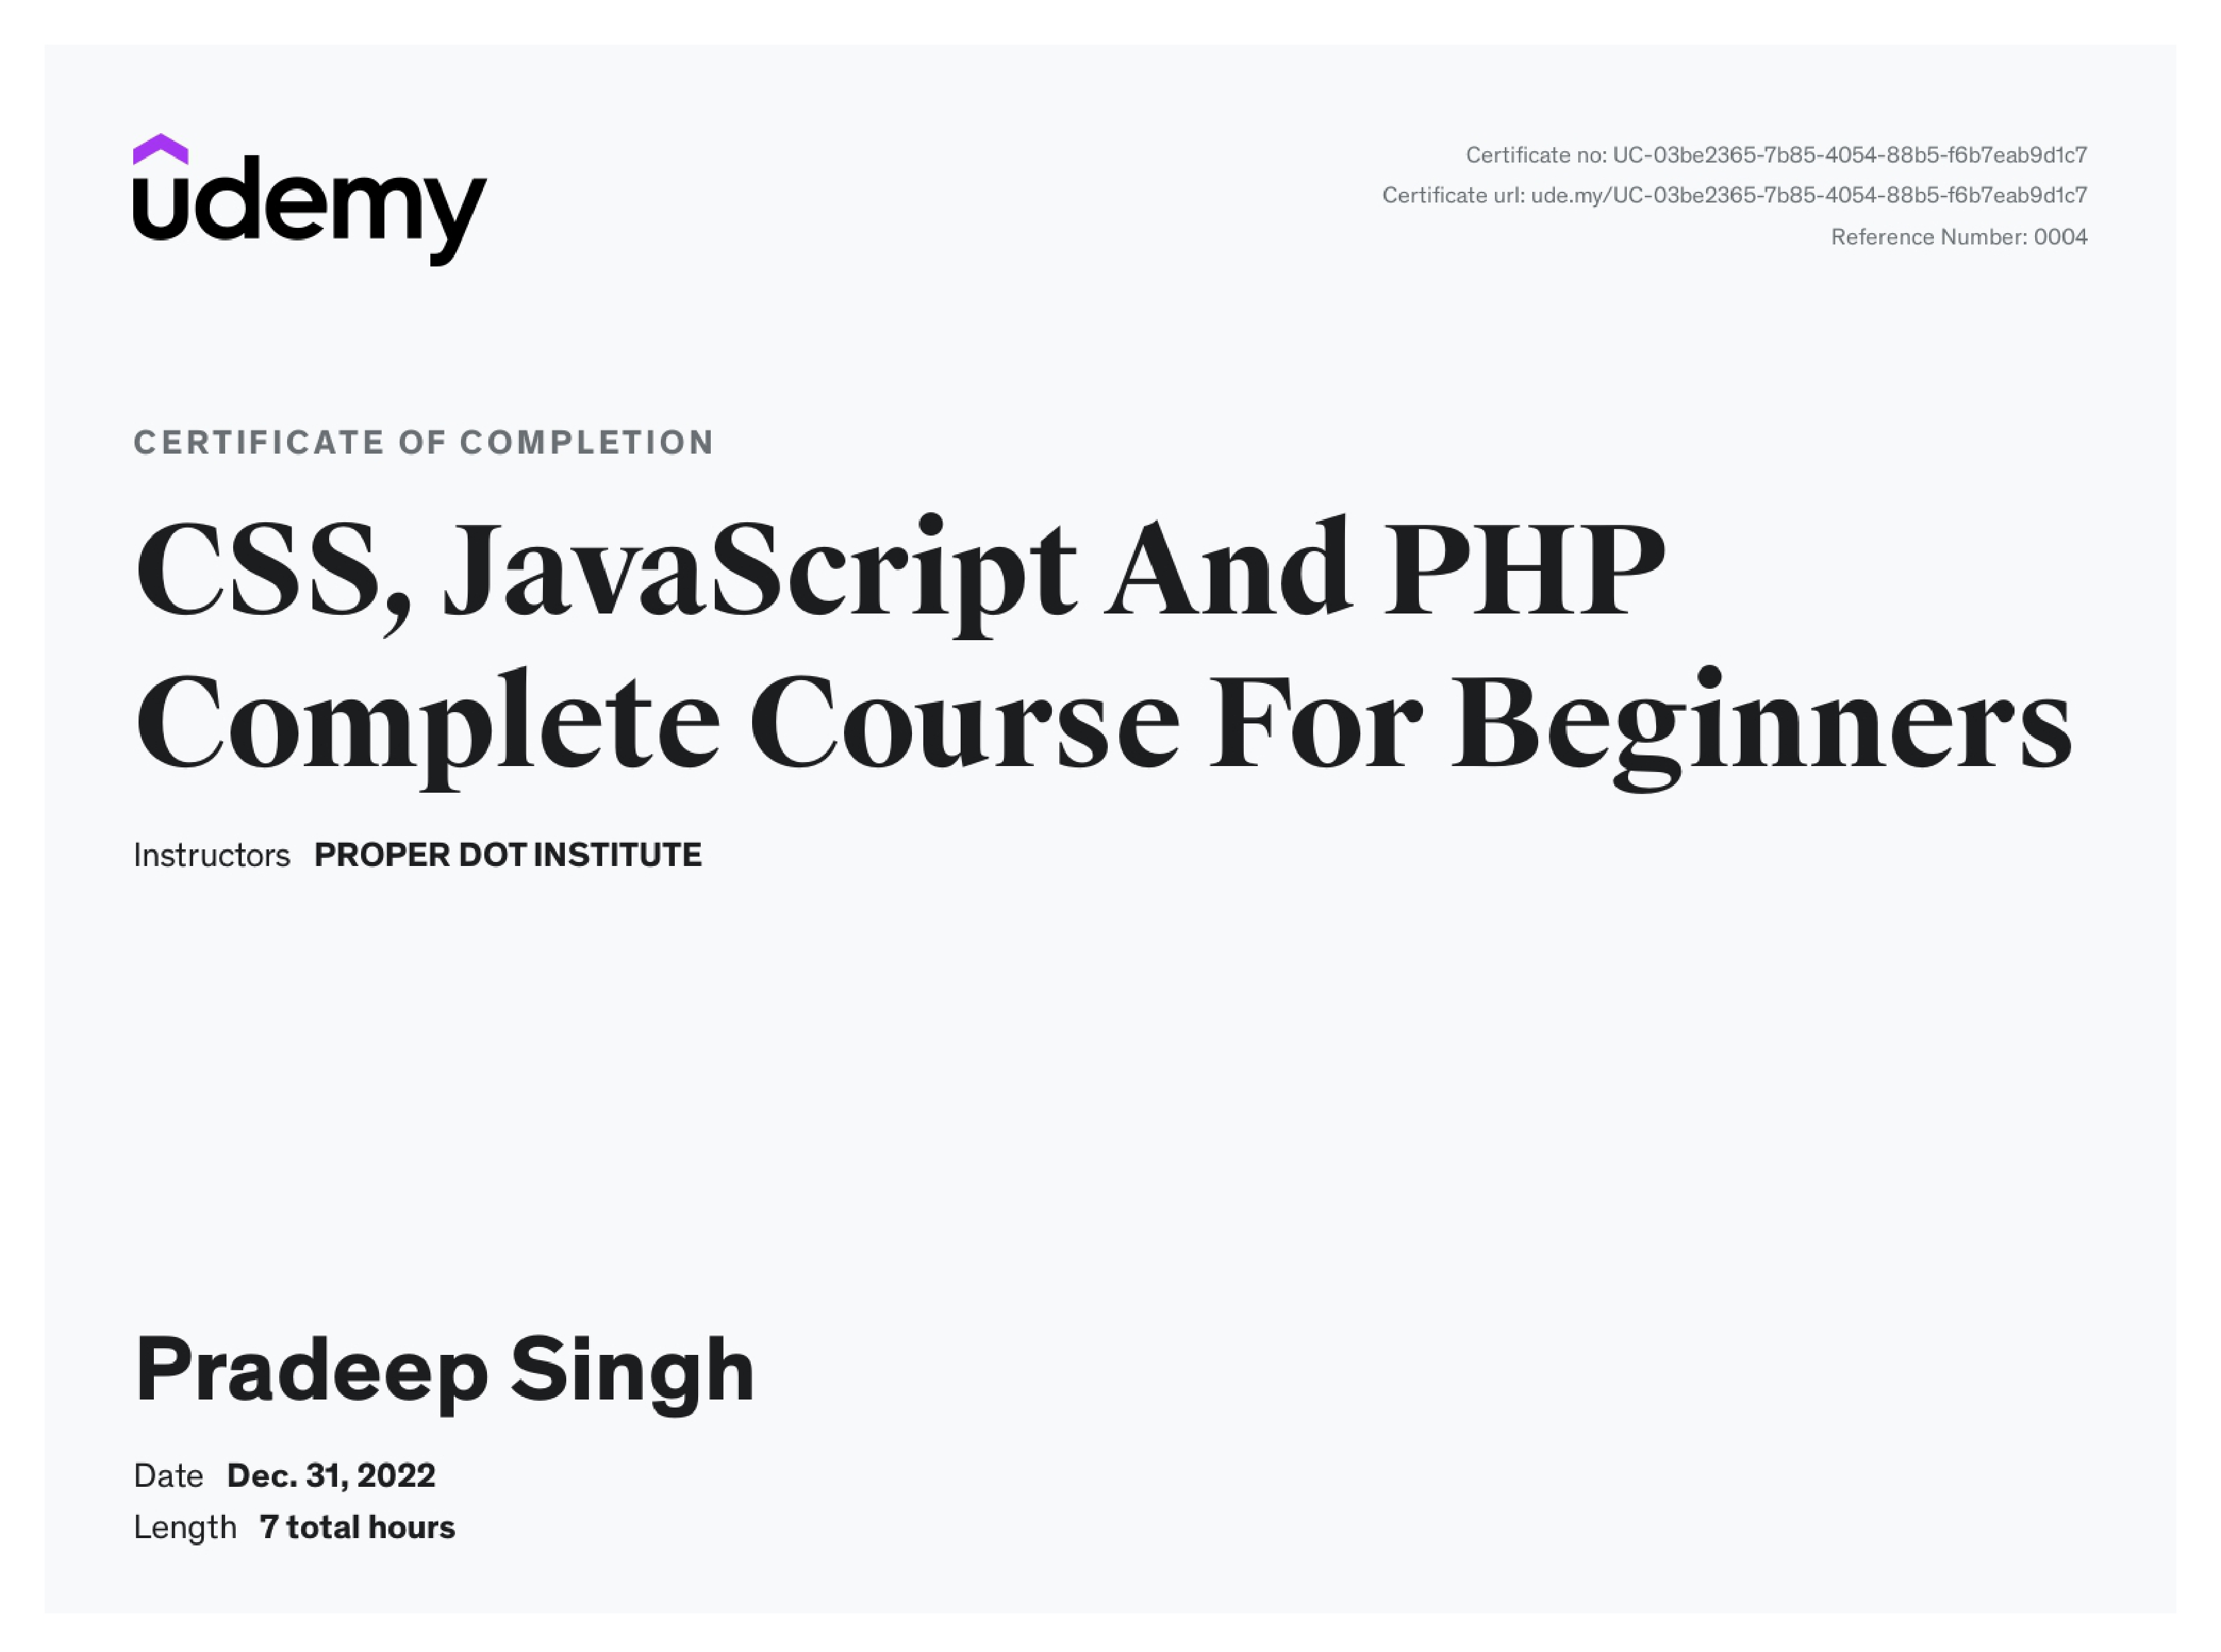 udemy
Certificate no: UC-03be2365-7b85-4054-88b5-f6b7eab9d1c7
Certificate url: ude.my/UC-03be2365-7b85-4054-88b5-f6b7eab9d1c7
Reference Number: 0004
CERTIFICATE OF COMPLETION
CSS, JavaScript And PHP
Complete Course For Beginners
Instructors PROPER DOT INSTITUTE
Pradeep Singh
Date Dec. 31, 2022
Length 7 total hours